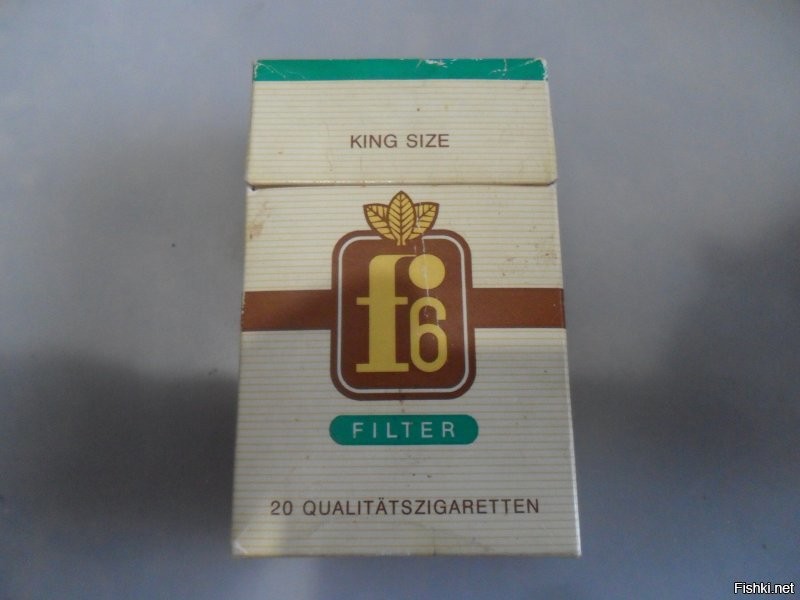 KING SIZE
f6
FILTER
20 QUALITÄTSZIGARETTEN
Fishki.net